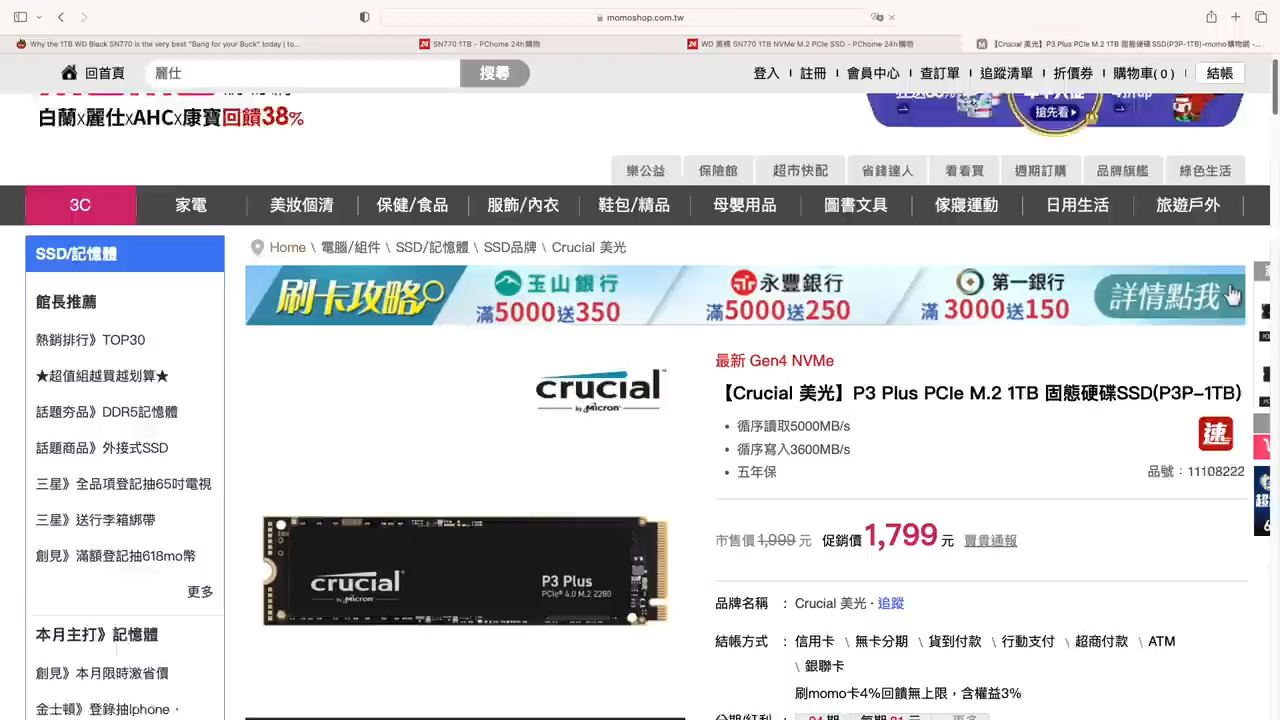 momoshop.com.tw
Why the 1TB WD Black SN770 is the very best "Bang for your Buck" today | to...
24 SN770 1TB - PChome 24h購物
24 WD 黑標 SN770 1TB NVMe M.2 PCIe SSD - PChome 24h購物
M 【Crucial 美光】P3 Plus PCIe M.2 1TB 固態硬碟 SSD(P3P-1TB)-momo購物網 -...
回首頁
麗仕
搜尋
登入
註冊
會員中心
查訂單
追蹤清單
折價券
購物車( 0 )
結帳
白蘭x麗仕xAHCx康寶回饋38%
搶先看
樂公益
保險館
超市快配
省錢達人
看看買
週期訂購
品牌旗艦
綠色生活
3C
家電
美妝個清
保健/食品
服飾/內衣
鞋包/精品
母嬰用品
圖書文具
傢寢運動
日用生活
旅遊戶外
SSD/記憶體
館長推薦
熱銷排行》TOP30
★超值組越買越划算★
話題夯品》DDR5記憶體
話題商品》外接式SSD
三星》全品項登記抽65吋電視
三星》送行李箱綁帶
創見》滿額登記抽618mo幣
更多
本月主打》記憶體
創見》本月限時激省價
金士頓》登錄抽Iphone、
Home \ 電腦/組件 \ SSD/記憶體 \ SSD品牌 \ Crucial 美光
刷卡攻略
玉山銀行
滿5000送350
永豐銀行
滿5000送250
第一銀行
滿3000送150
詳情點我
crucial
by Micron
crucial
by Micron
P3 Plus
PCIe® 4.0 M.2 2280
最新 Gen4 NVMe
【Crucial 美光】P3 Plus PCIe M.2 1TB 固態硬碟SSD(P3P-1TB)
• 循序讀取5000MB/s
• 循序寫入3600MB/s
• 五年保
速
品號：11108222
市售價 1,999 元 促銷價 1,799 元 買貴通報
品牌名稱 ： Crucial 美光 · 追蹤
結帳方式 ： 信用卡 \ 無卡分期 \ 貨到付款 \ 行動支付 \ 超商付款 \ ATM
\ 銀聯卡
刷momo卡4%回饋無上限，含權益3%